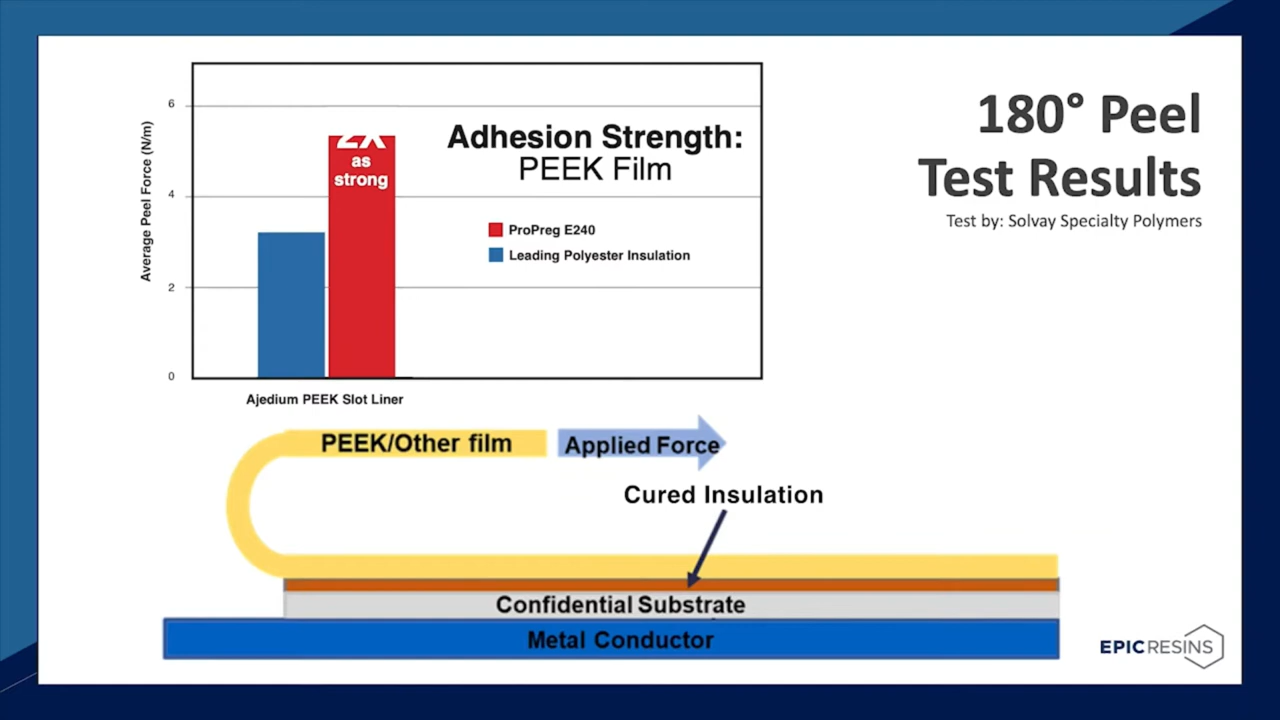 180° Peel
Test Results
Test by: Solvay Specialty Polymers
Average Peel Force (N/m)
6
4
2
0
2X
as
strong
Adhesion Strength:
PEEK Film
ProPreg E240
Leading Polyester Insulation
Ajedium PEEK Slot Liner
PEEK/Other film
Applied Force
Cured Insulation
Confidential Substrate
Metal Conductor
EPIC RESINS